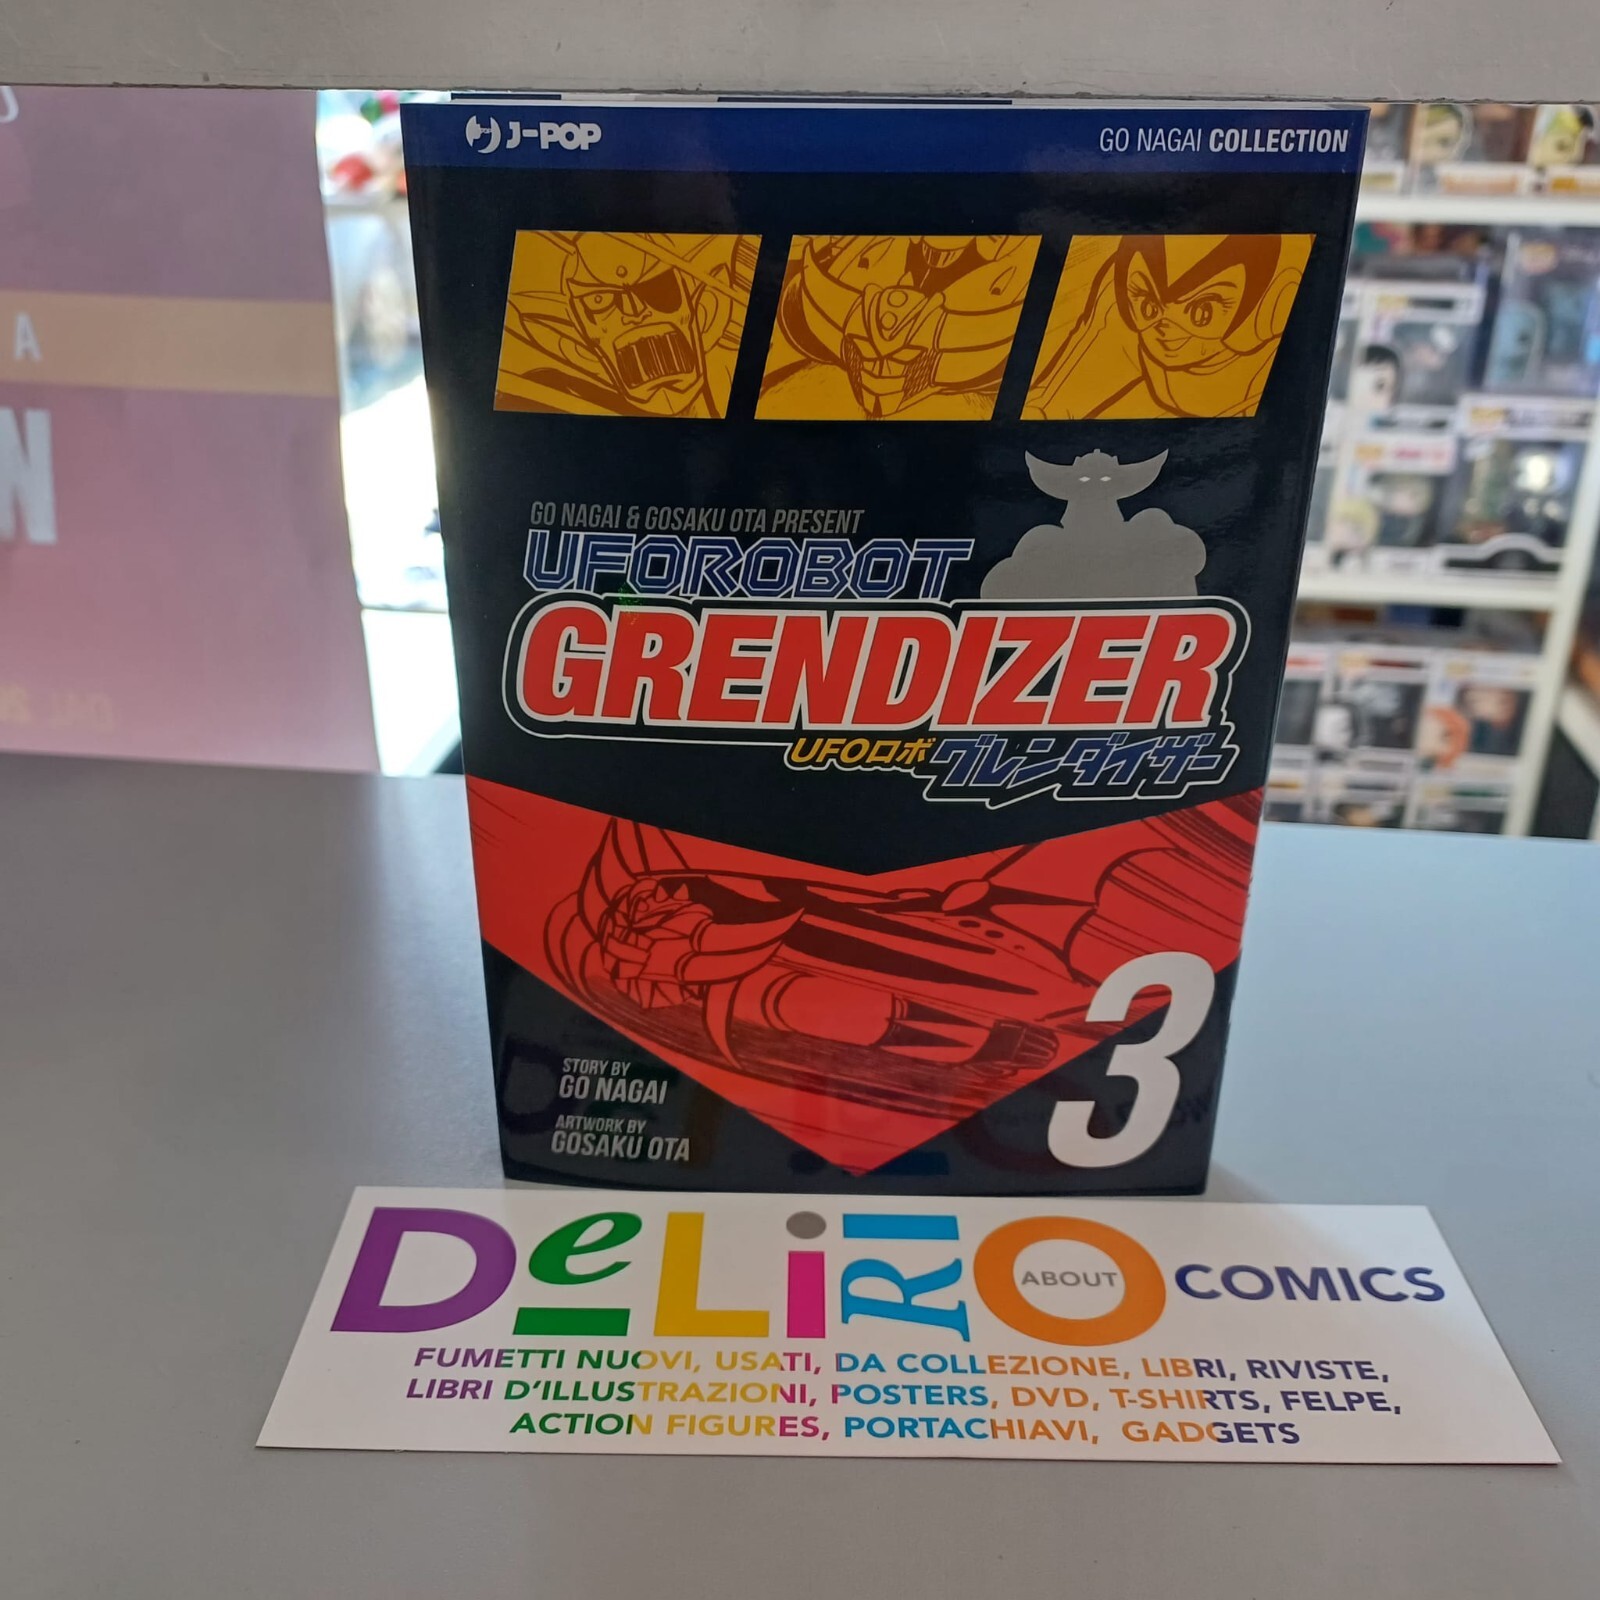 J-POP
GO NAGAI COLLECTION
GO NAGAI & GOSAKU OTA PRESENT
UFOROBOT
GRENDIZER
UFOロボ グレンダイザー
A
N
3
STORY BY
GO NAGAI
ARTWORK BY
GOSAKU OTA
DeLiRiO ABOUT COMICS
FUMETTI NUOVI, USATI, DA COLLEZIONE, LIBRI, RIVISTE,
LIBRI D'ILLUSTRAZIONI, POSTERS, DVD, T-SHIRTS, FELPE,
ACTION FIGURES, PORTACHIAVI, GADGETS